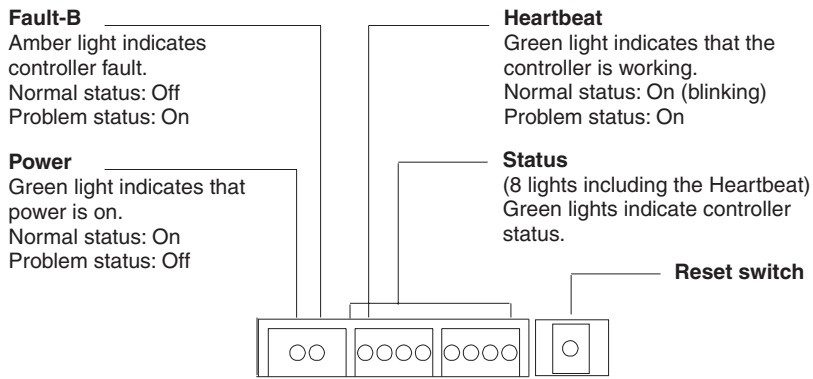 Fault-B
Amber light indicates
controller fault.
Normal status: Off
Problem status: On
Power
Green light indicates that
power is on.
Normal status: On
Problem status: Off
Heartbeat
Green light indicates that the
controller is working.
Normal status: On (blinking)
Problem status: On
Status
(8 lights including the Heartbeat)
Green lights indicate controller
status.
Reset switch